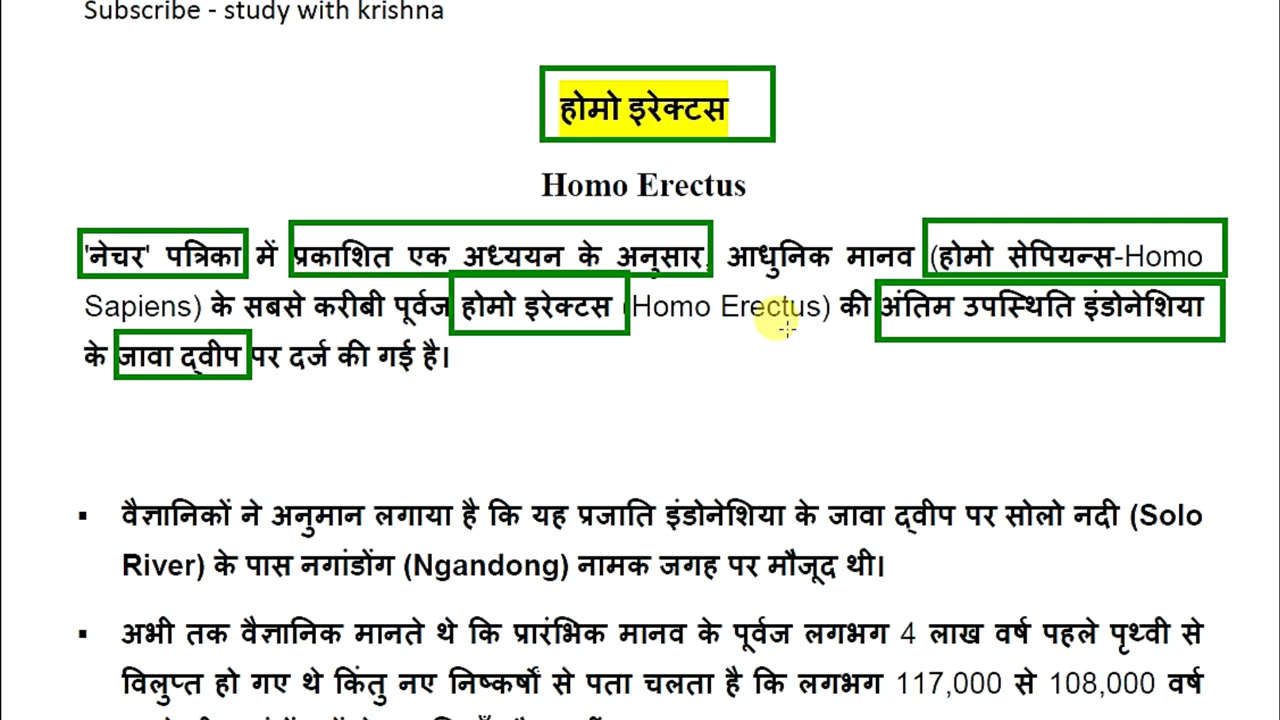 Subscribe - study with krishna
होमो इरेक्टस
Homo Erectus
'नेचर' पत्रिका में प्रकाशित एक अध्ययन के अनुसार, आधुनिक मानव (होमो सेपियन्स-Homo
Sapiens) के सबसे करीबी पूर्वज होमो इरेक्टस (Homo Erectus) की अंतिम उपस्थिति इंडोनेशिया
के जावा द्वीप पर दर्ज की गई है।
▪ वैज्ञानिकों ने अनुमान लगाया है कि यह प्रजाति इंडोनेशिया के जावा द्वीप पर सोलो नदी (Solo
River) के पास नगांडोंग (Ngandong) नामक जगह पर मौजूद थी।
▪ अभी तक वैज्ञानिक मानते थे कि प्रारंभिक मानव के पूर्वज लगभग 4 लाख वर्ष पहले पृथ्वी से
विलुप्त हो गए थे किंतु नए निष्कर्षों से पता चलता है कि लगभग 117,000 से 108,000 वर्ष